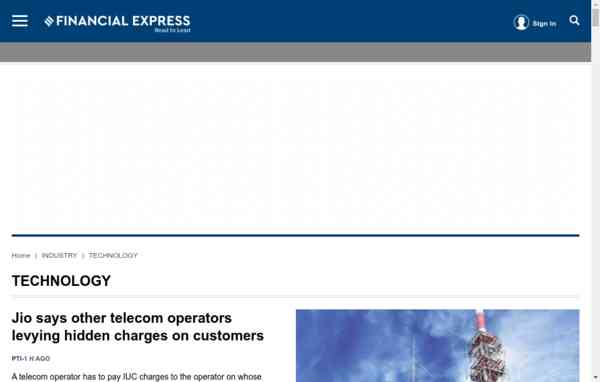 FINANCIAL EXPRESS
Read to Lead
Sign In
Home | INDUSTRY | TECHNOLOGY
TECHNOLOGY
Jio says other telecom operators
levying hidden charges on customers
PTI-1 H AGO
A telecom operator has to pay IUC charges to the operator on whose